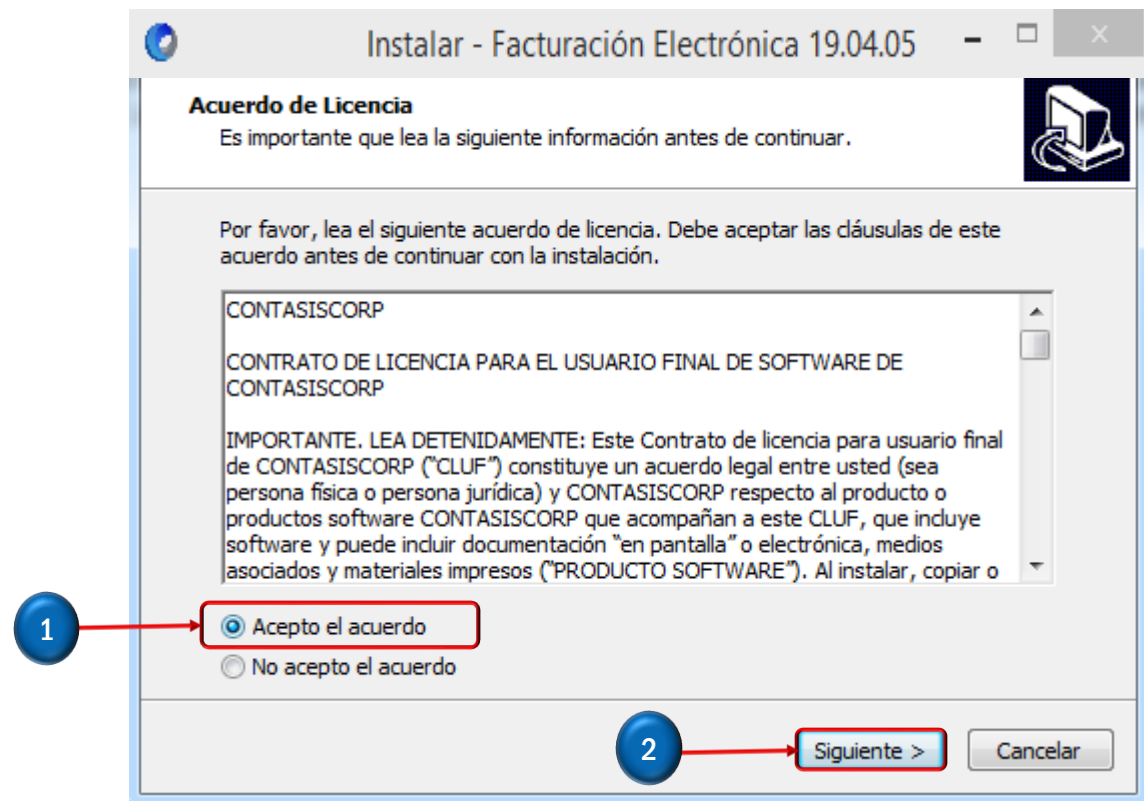 Instalar - Facturación Electrónica 19.04.05
Acuerdo de Licencia
Es importante que lea la siguiente información antes de continuar.
Por favor, lea el siguiente acuerdo de licencia. Debe aceptar las cláusulas de este
acuerdo antes de continuar con la instalación.
CONTASISCORP
CONTRATO DE LICENCIA PARA EL USUARIO FINAL DE SOFTWARE DE
CONTASISCORP
IMPORTANTE. LEA DETENIDAMENTE: Este Contrato de licencia para usuario final
de CONTASISCORP (“CLUF”) constituye un acuerdo legal entre usted (sea
persona física o persona jurídica) y CONTASISCORP respecto al producto o
productos software CONTASISCORP que acompañan a este CLUF, que incluye
software y puede incluir documentación “en pantalla” o electrónica, medios
asociados y materiales impresos (“PRODUCTO SOFTWARE”). Al instalar, copiar o
1
Acepto el acuerdo
No acepto el acuerdo
2
Siguiente >
Cancelar